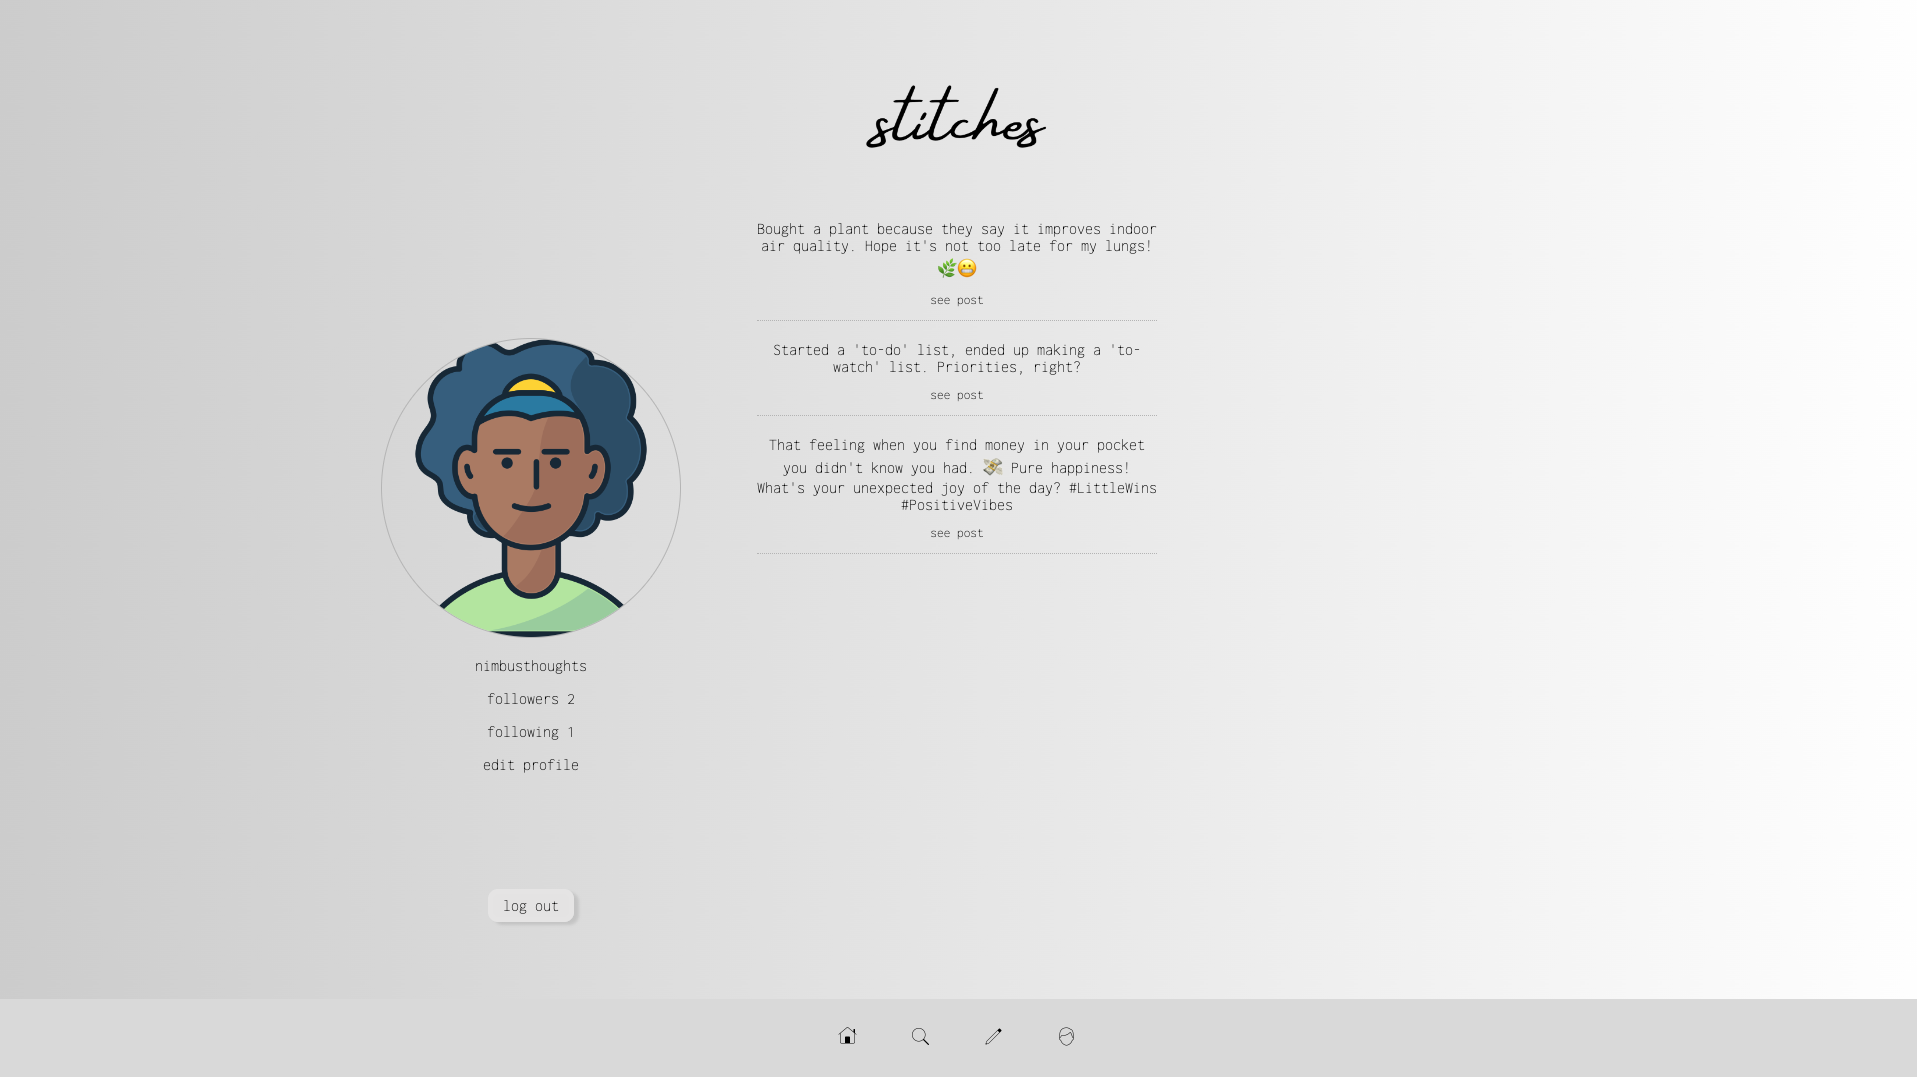 stitches
Bought a plant because they say it improves indoor
air quality. Hope it's not too late for my lungs!
🌿😬
see post
Started a 'to-do' list, ended up making a 'to-
watch' list. Priorities, right?
see post
That feeling when you find money in your pocket
you didn't know you had. 💸 Pure happiness!
What's your unexpected joy of the day? #LittleWins
#PositiveVibes
see post
nimbusthoughts
followers 2
following 1
edit profile
log out